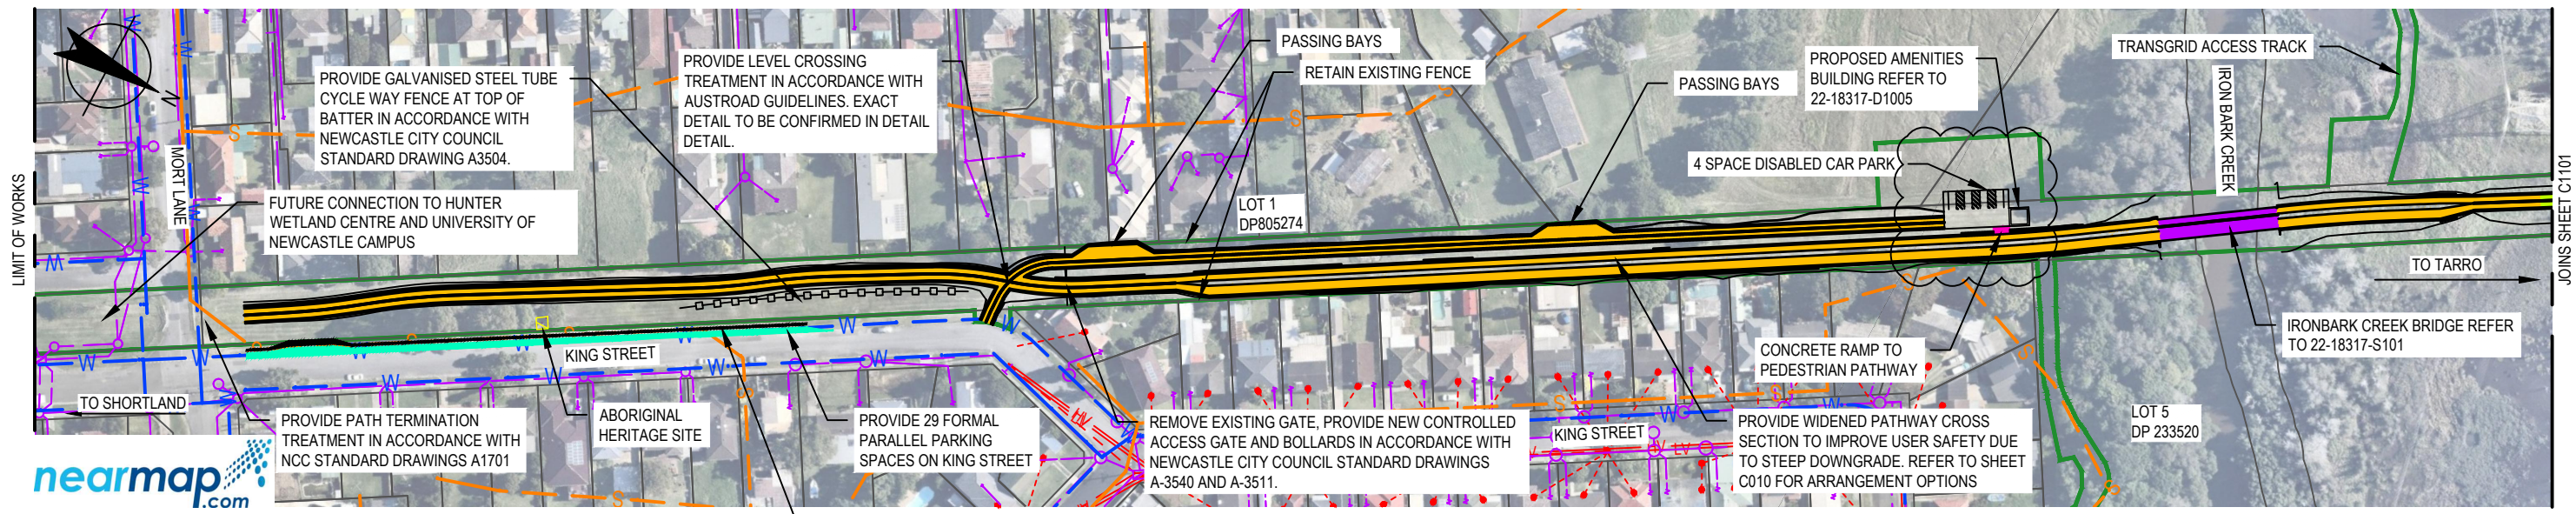 LIMIT OF WORKS
N
MORT LANE
PROVIDE GALVANISED STEEL TUBE
CYCLE WAY FENCE AT TOP OF
BATTER IN ACCORDANCE WITH
NEWCASTLE CITY COUNCIL
STANDARD DRAWING A3504.
FUTURE CONNECTION TO HUNTER
WETLAND CENTRE AND UNIVERSITY OF
NEWCASTLE CAMPUS
PROVIDE LEVEL CROSSING
TREATMENT IN ACCORDANCE WITH
AUSTROAD GUIDELINES. EXACT
DETAIL TO BE CONFIRMED IN DETAIL
DETAIL.
PASSING BAYS
RETAIN EXISTING FENCE
LOT 1
DP805274
PASSING BAYS
PROPOSED AMENITIES
BUILDING REFER TO
22-18317-D1005
4 SPACE DISABLED CAR PARK
TRANSGRID ACCESS TRACK
IRON BARK CREEK
JOINS SHEET C1101
TO TARRO
IRONBARK CREEK BRIDGE REFER
TO 22-18317-S101
CONCRETE RAMP TO
PEDESTRIAN PATHWAY
LOT 5
DP 233520
KING STREET
TO SHORTLAND
PROVIDE PATH TERMINATION
TREATMENT IN ACCORDANCE WITH
NCC STANDARD DRAWINGS A1701
ABORIGINAL
HERITAGE SITE
PROVIDE 29 FORMAL
PARALLEL PARKING
SPACES ON KING STREET
REMOVE EXISTING GATE, PROVIDE NEW CONTROLLED
ACCESS GATE AND BOLLARDS IN ACCORDANCE WITH
NEWCASTLE CITY COUNCIL STANDARD DRAWINGS
A-3540 AND A-3511.
KING STREET
PROVIDE WIDENED PATHWAY CROSS
SECTION TO IMPROVE USER SAFETY DUE
TO STEEP DOWNGRADE. REFER TO SHEET
C010 FOR ARRANGEMENT OPTIONS
HV
LV
W
S
nearmap
.com